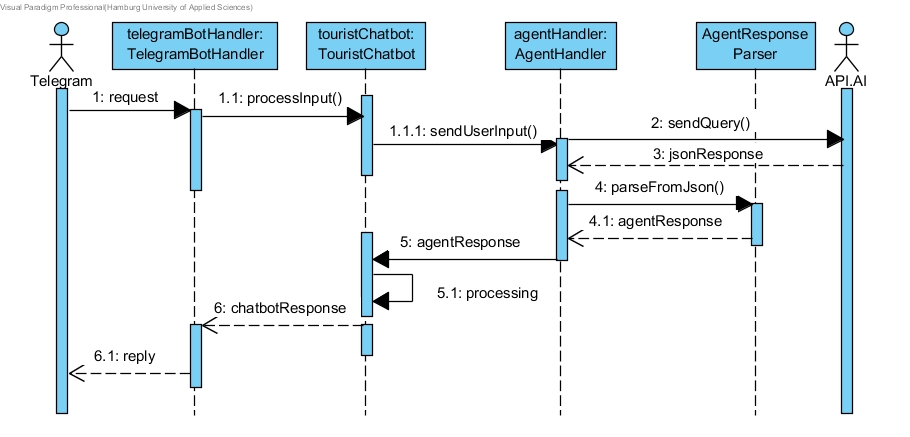 Visual Paradigm Professional(Hamburg University of Applied Sciences)
telegramBotHandler:
TelegramBotHandler
touristChatbot:
TouristChatbot
agentHandler:
AgentHandler
AgentResponse
Parser
Telegram
API.AI
1: request
1.1: processInput()
1.1.1: sendUserInput()
2: sendQuery()
3: jsonResponse
4: parseFromJson()
4.1: agentResponse
5: agentResponse
5.1: processing
6: chatbotResponse
6.1: reply